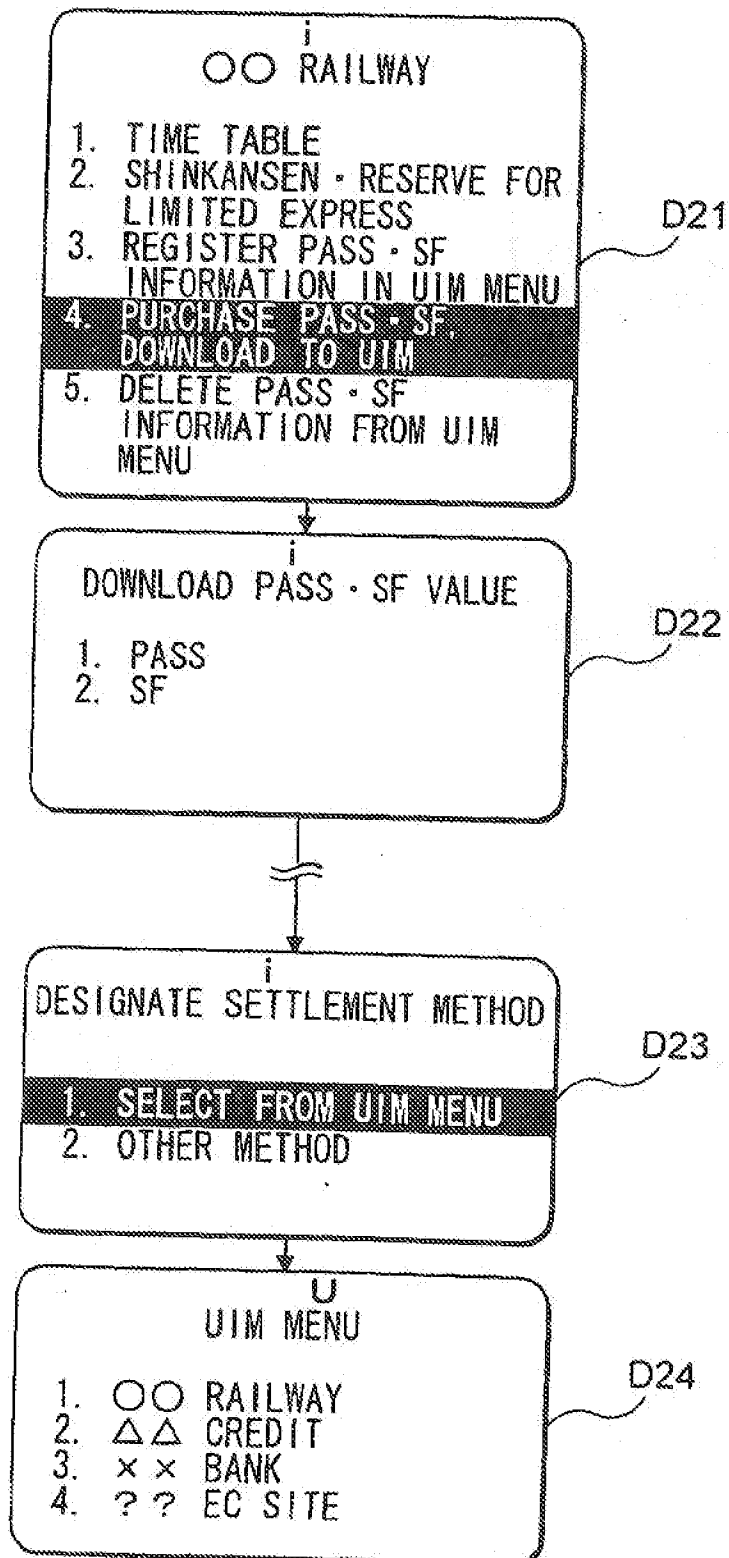 i
○○ RAILWAY
1. TIME TABLE
2. SHINKANSEN・RESERVE FOR
LIMITED EXPRESS
3. REGISTER PASS・SF
INFORMATION IN UIM MENU
4. PURCHASE PASS・SF,
DOWNLOAD TO UIM
5. DELETE PASS・SF
INFORMATION FROM UIM
MENU
D21
i
DOWNLOAD PASS・SF VALUE
1. PASS
2. SF
D22
i
DESIGNATE SETTLEMENT METHOD
1. SELECT FROM UIM MENU
2. OTHER METHOD
D23
U
UIM MENU
1. ○○ RAILWAY
2. △△ CREDIT
3. ×× BANK
4. ?? EC SITE
D24